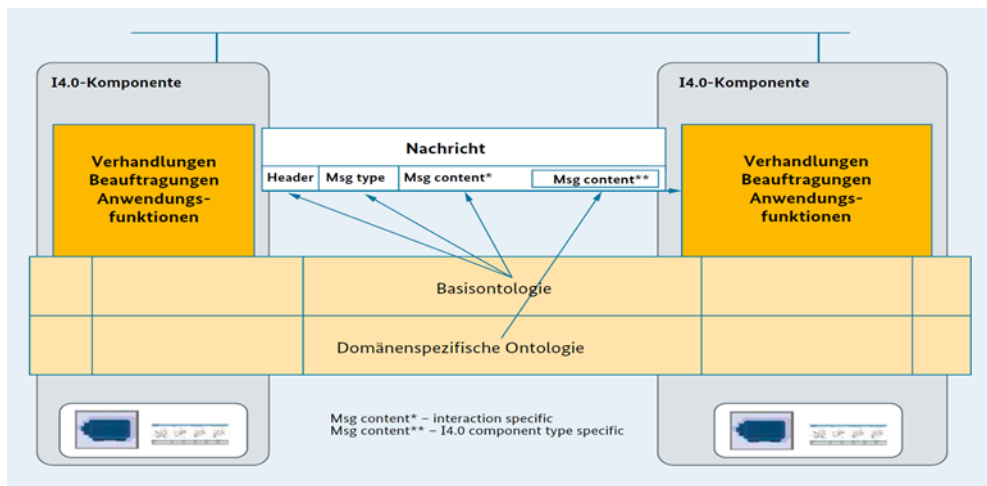 I4.0-Komponente
I4.0-Komponente
Verhandlungen
Beauftragungen
Anwendungs-
funktionen
Nachricht
Header
Msg type
Msg content*
Msg content**
Verhandlungen
Beauftragungen
Anwendungs-
funktionen
Basisontologie
Domänenspezifische Ontologie
Msg content* – interaction specific
Msg content** – I4.0 component type specific